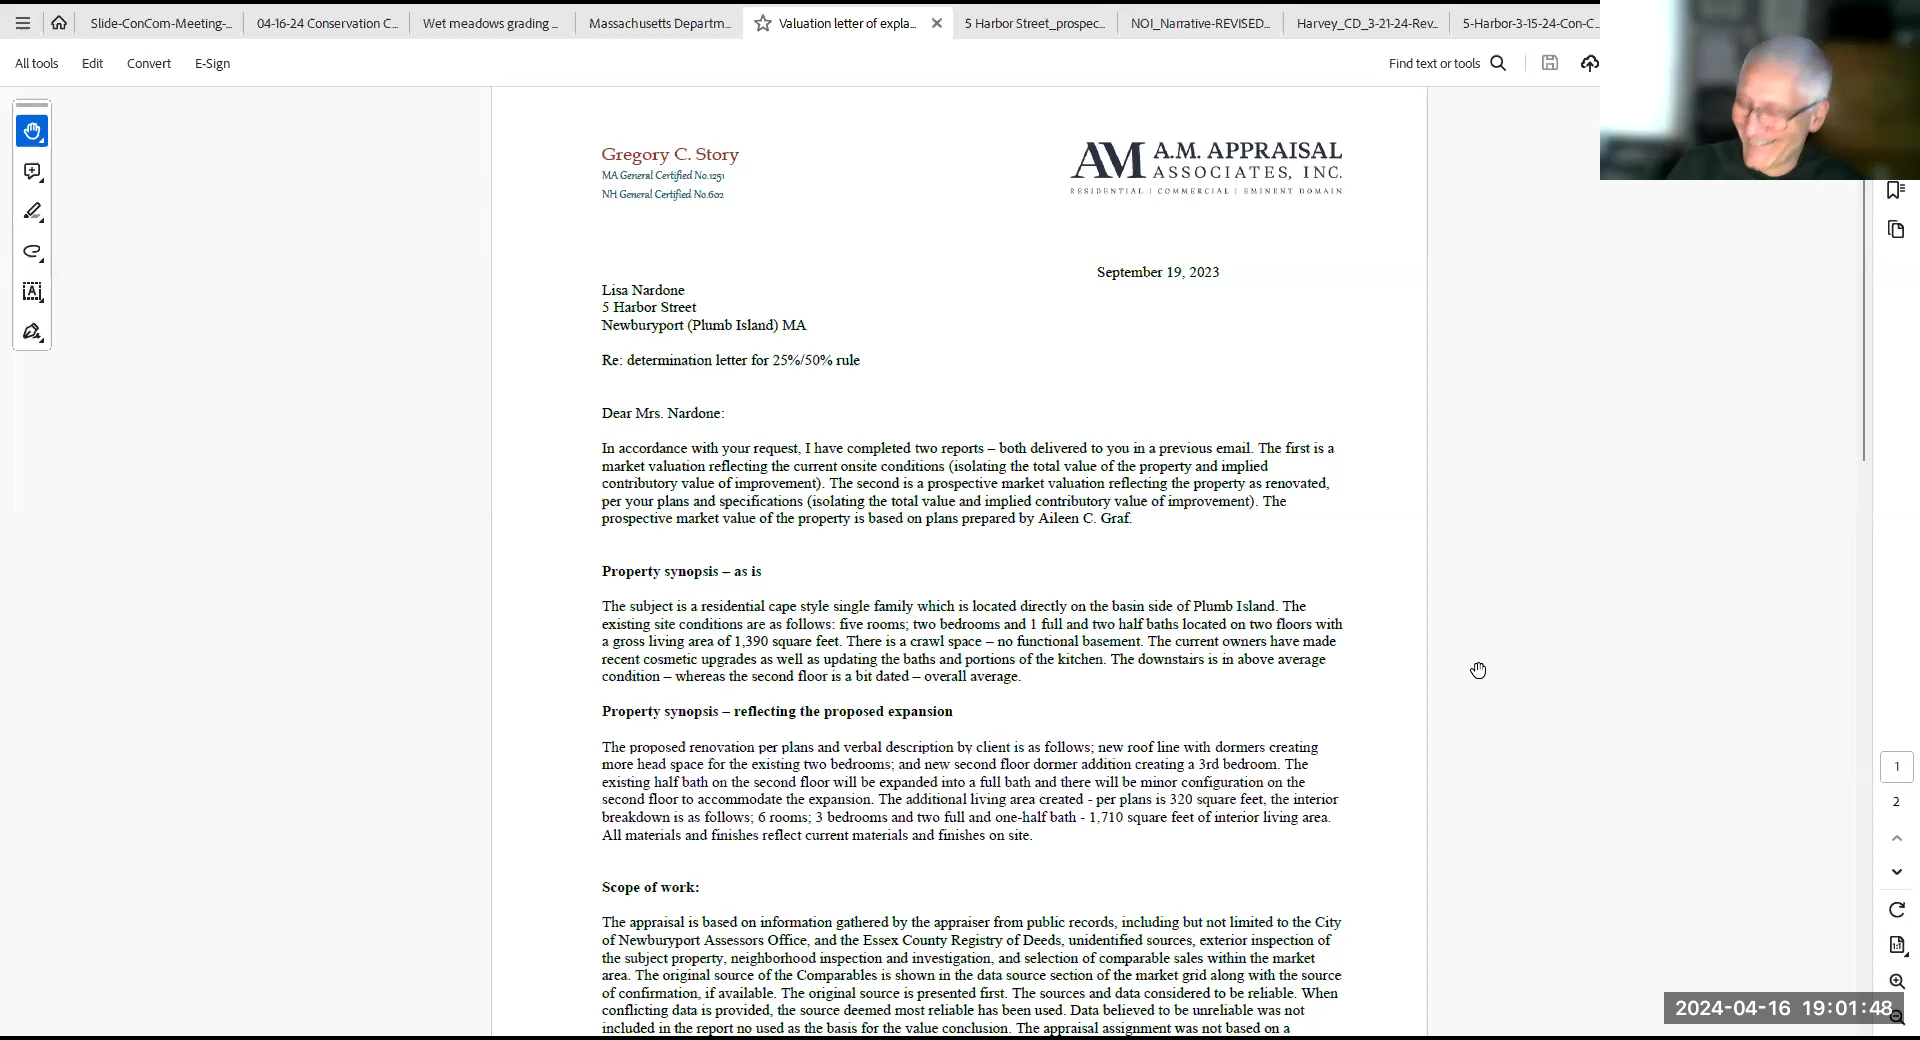 Slide-ConCom-Meeting-...
04-16-24 Conservation C...
Wet meadows grading ...
Massachusetts Departm...
Valuation letter of expla...
5 Harbor Street_prospec...
NOI_Narrative-REVISED...
Harvey_CD_3-21-24-Rev...
5-Harbor-3-15-24-Con-C...
All tools
Edit
Convert
E-Sign
Find text or tools
Gregory C. Story
MA General Certified No.1251
NH General Certified No.602
AM A.M. APPRAISAL
ASSOCIATES, INC.
RESIDENTIAL | COMMERCIAL | EMINENT DOMAIN
September 19, 2023
Lisa Nardone
5 Harbor Street
Newburyport (Plumb Island) MA
Re: determination letter for 25%/50% rule
Dear Mrs. Nardone:
In accordance with your request, I have completed two reports – both delivered to you in a previous email. The first is a
market valuation reflecting the current onsite conditions (isolating the total value of the property and implied
contributory value of improvement). The second is a prospective market valuation reflecting the property as renovated,
per your plans and specifications (isolating the total value and implied contributory value of improvement). The
prospective market value of the property is based on plans prepared by Aileen C. Graf.
Property synopsis – as is
The subject is a residential cape style single family which is located directly on the basin side of Plumb Island. The
existing site conditions are as follows: five rooms; two bedrooms and 1 full and two half baths located on two floors with
a gross living area of 1,390 square feet. There is a crawl space – no functional basement. The current owners have made
recent cosmetic upgrades as well as updating the baths and portions of the kitchen. The downstairs is in above average
condition – whereas the second floor is a bit dated – overall average.
Property synopsis – reflecting the proposed expansion
The proposed renovation per plans and verbal description by client is as follows; new roof line with dormers creating
more head space for the existing two bedrooms; and new second floor dormer addition creating a 3rd bedroom. The
existing half bath on the second floor will be expanded into a full bath and there will be minor configuration on the
second floor to accommodate the expansion. The additional living area created - per plans is 320 square feet, the interior
breakdown is as follows; 6 rooms; 3 bedrooms and two full and one-half bath - 1,710 square feet of interior living area.
All materials and finishes reflect current materials and finishes on site.
Scope of work:
The appraisal is based on information gathered by the appraiser from public records, including but not limited to the City
of Newburyport Assessors Office, and the Essex County Registry of Deeds, unidentified sources, exterior inspection of
the subject property, neighborhood inspection and investigation, and selection of comparable sales within the market
area. The original source of the Comparables is shown in the data source section of the market grid along with the source
of confirmation, if available. The original source is presented first. The sources and data considered to be reliable. When
conflicting data is provided, the source deemed most reliable has been used. Data believed to be unreliable was not
included in the report no used as the basis for the value conclusion. The appraisal assignment was not based on a
1
2
2024-04-16 19:01:48